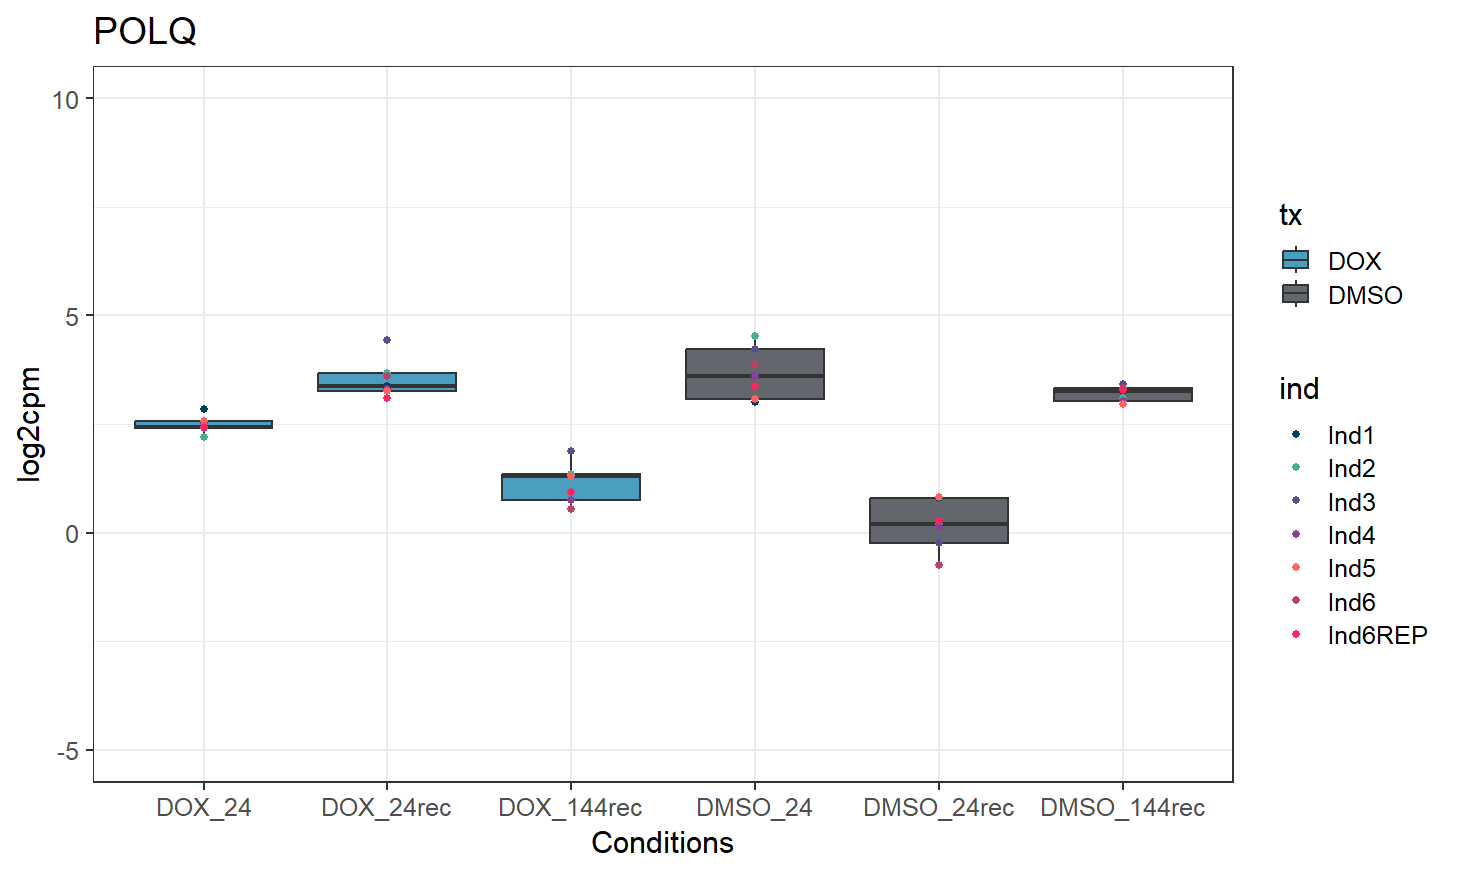 POLQ
10
5
0
-5
log2cpm
DOX_24
DOX_24rec
DOX_144rec
DMSO_24
DMSO_24rec
DMSO_144rec
Conditions
tx
DOX
DMSO
ind
Ind1
Ind2
Ind3
Ind4
Ind5
Ind6
Ind6REP